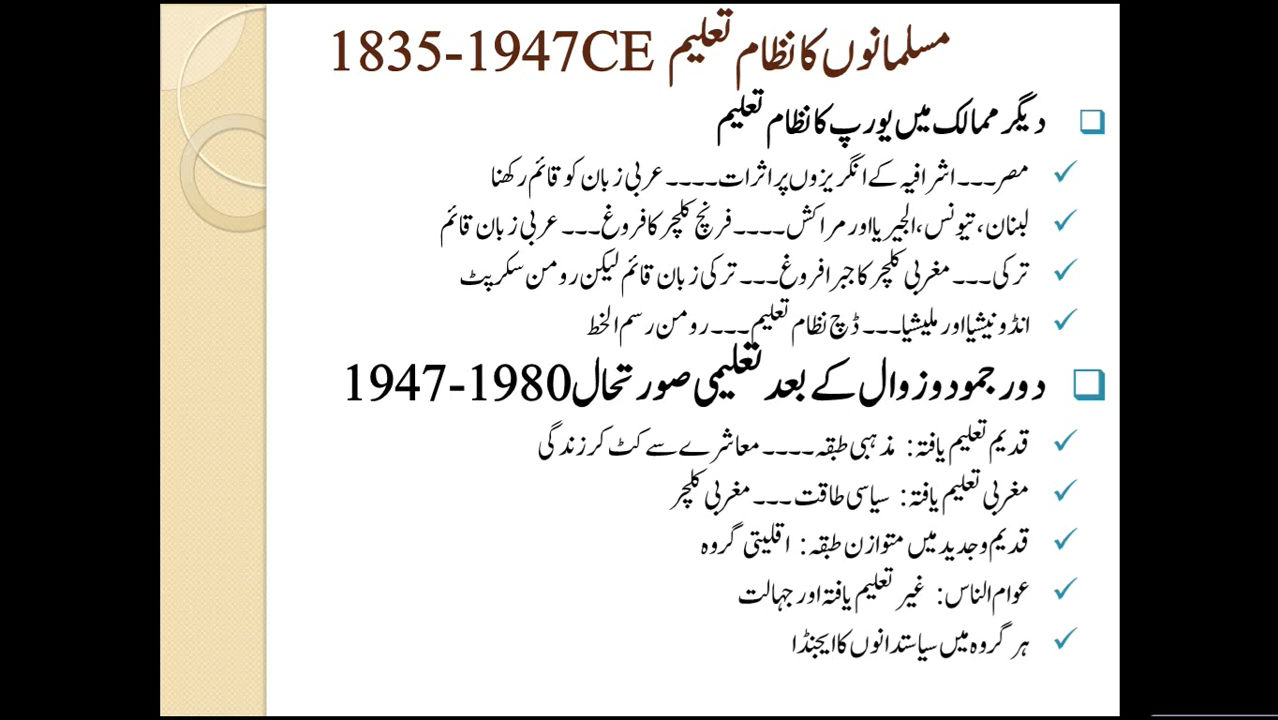 مسلمانوں کا نظام تعلیم 1835-1947CE
دیگر ممالک میں یورپ کا نظام تعلیم
مصر۔۔۔اشرافیہ کے انگریزوں پر اثرات۔۔۔۔عربی زبان کو قائم رکھنا
لبنان، تیونس، الجیریا اور مراکش۔۔۔۔فرنچ کلچر کا فروغ۔۔۔عربی زبان قائم
ترکی۔۔۔ مغربی کلچر کا جبرا فروغ۔۔۔ ترکی زبان قائم لیکن رومن سکرپٹ
انڈونیشیا اور ملیشیا۔۔۔ ڈچ نظام تعلیم۔۔۔رومن رسم الخط
دور جمود و زوال کے بعد تعلیمی صورتحال 1947-1980
قدیم تعلیم یافتہ: مذہبی طبقہ۔۔۔۔معاشرے سے کٹ کر زندگی
مغربی تعلیم یافتہ: سیاسی طاقت۔۔۔ مغربی کلچر
قدیم و جدید میں متوازن طبقہ: اقلیتی گروہ
عوام الناس: غیر تعلیم یافتہ اور جہالت
ہر گروہ میں سیاستدانوں کا ایجنڈا